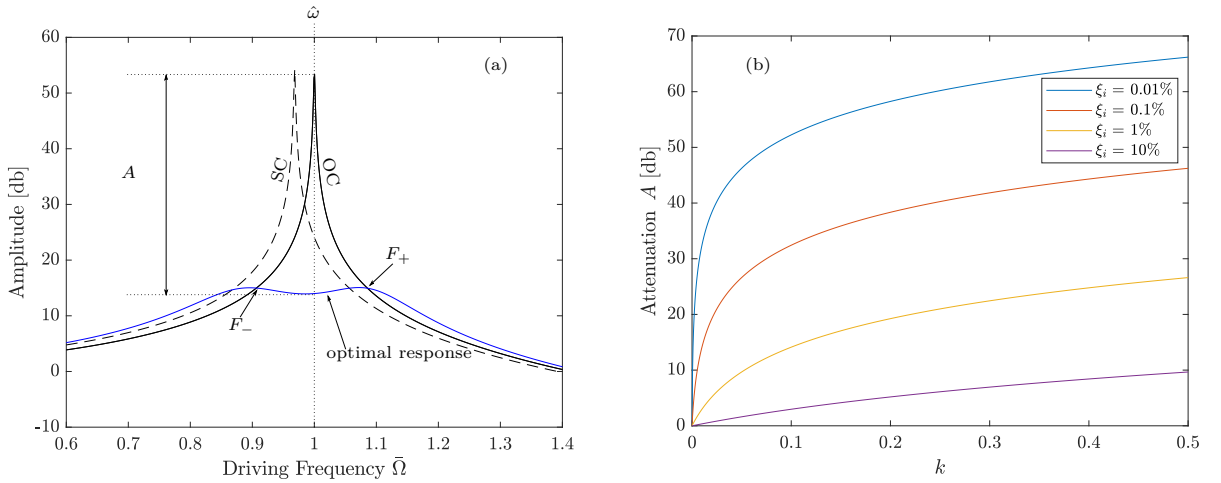 ω̂
60
50
40
30
20
10
0
-10
(a)
A
SC
OC
F₊
F₋
optimal response
0.6 0.7 0.8 0.9 1 1.1 1.2 1.3 1.4
Driving Frequency Ω̄
Amplitude [db]
70
60
50
40
30
20
10
0
(b)
ξᵢ = 0.01%
ξᵢ = 0.1%
ξᵢ = 1%
ξᵢ = 10%
0 0.1 0.2 0.3 0.4 0.5
k
Attenuation A [db]